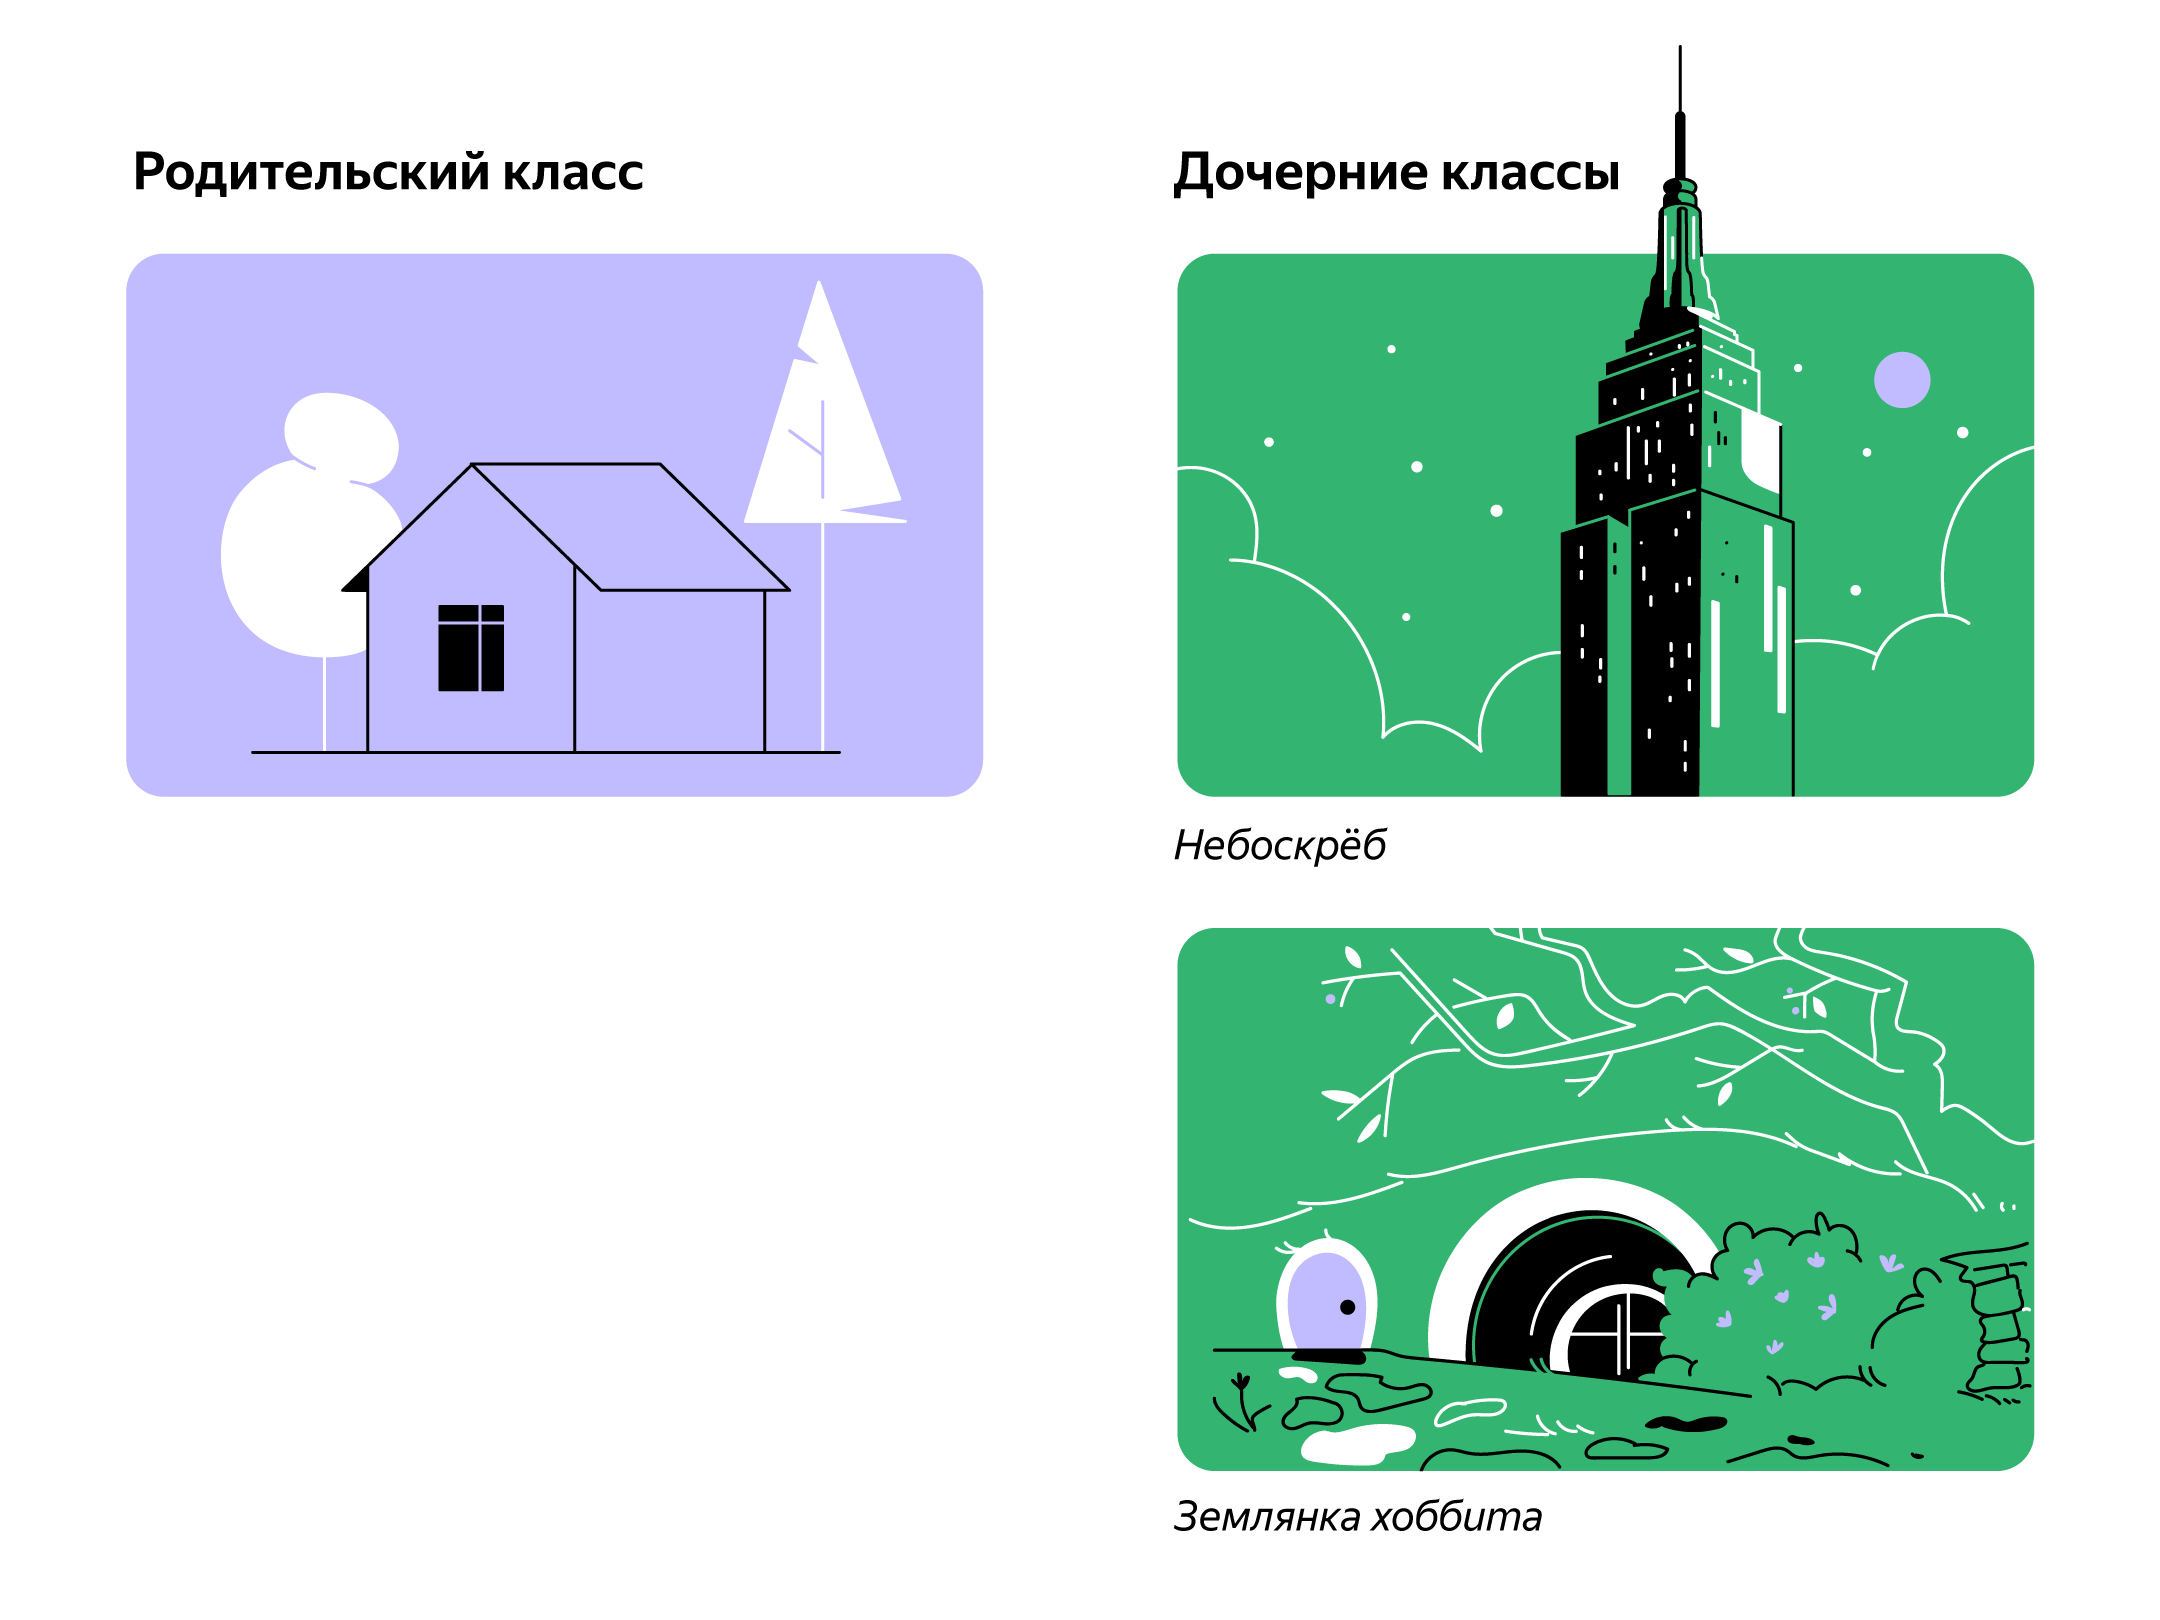 Родительский класс
Дочерние классы
Небоскрёб
Землянка хоббита